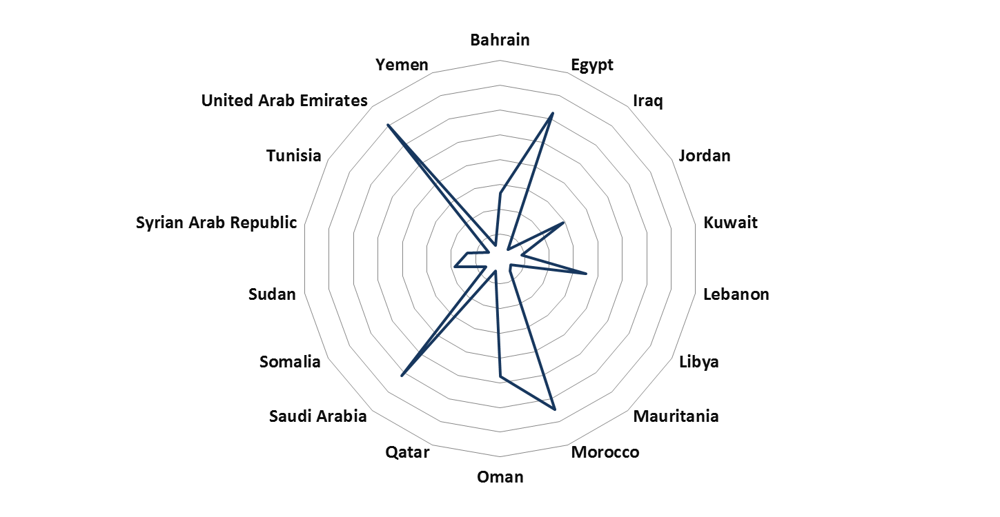 Bahrain
Egypt
Iraq
Jordan
Kuwait
Lebanon
Libya
Mauritania
Morocco
Oman
Qatar
Saudi Arabia
Somalia
Sudan
Syrian Arab Republic
Tunisia
United Arab Emirates
Yemen